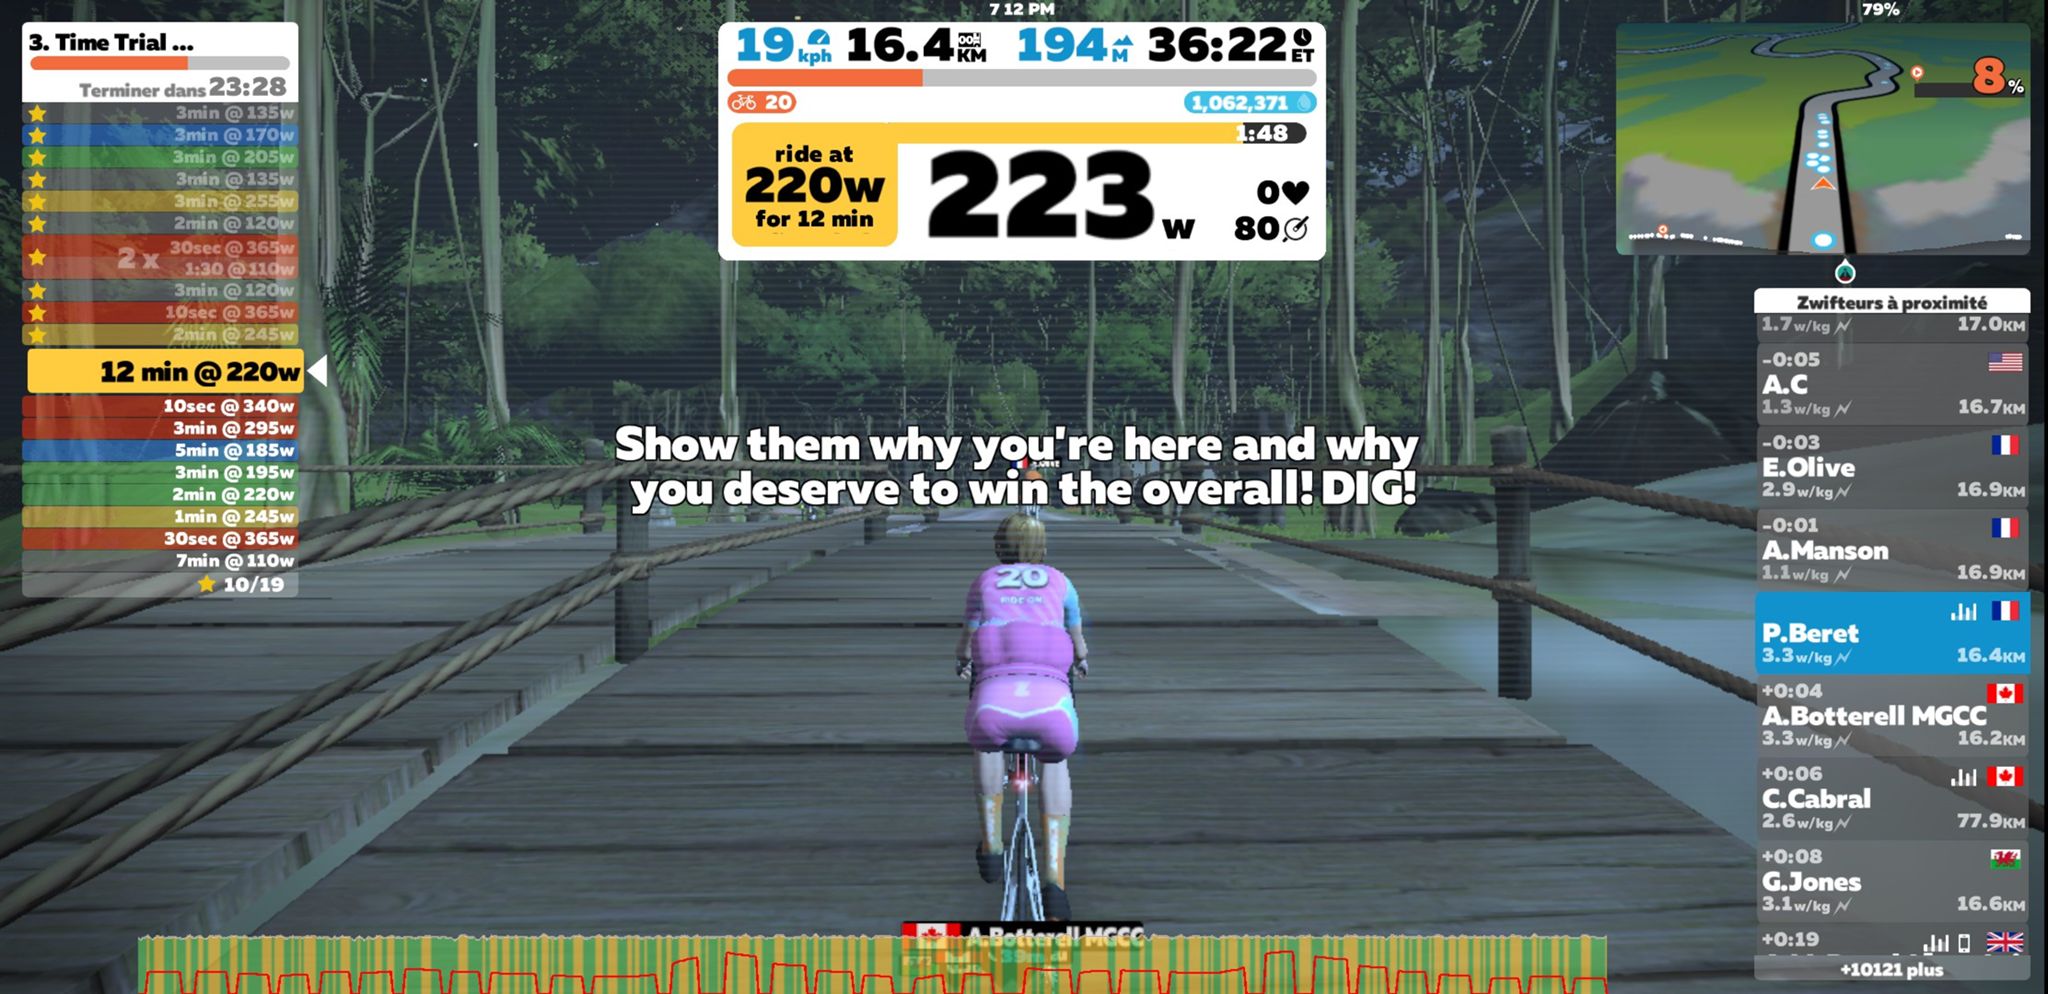 7 12 PM
79%
3. Time Trial ...
Terminer dans 23:28
3min @ 135w
3min @ 170w
3min @ 205w
3min @ 135w
3min @ 255w
2min @ 120w
2 x
30sec @ 365w
1:30 @ 110w
3min @ 120w
10sec @ 365w
2min @ 245w
12 min @ 220w
10sec @ 340w
3min @ 295w
5min @ 185w
3min @ 195w
2min @ 220w
1min @ 245w
30sec @ 365w
7min @ 110w
10/19
19 kph 16.4 KM 194 M 36:22 ET
20
1,062,371
1:48
ride at
220w
for 12 min
223 w
0
80
8%
Show them why you're here and why
you deserve to win the overall! DIG!
20
RIDE ON
Z
A.Botterell MGCC
39m
Zwifteurs à proximité
1.7w/kg 17.0KM
-0:05
A.C
1.3w/kg 16.7KM
-0:03
E.Olive
2.9w/kg 16.9KM
-0:01
A.Manson
1.1w/kg 16.9KM
P.Beret
3.3w/kg 16.4KM
+0:04
A.Botterell MGCC
3.3w/kg 16.2KM
+0:06
C.Cabral
2.6w/kg 77.9KM
+0:08
G.Jones
3.1w/kg 16.6KM
+0:19
+10121 plus